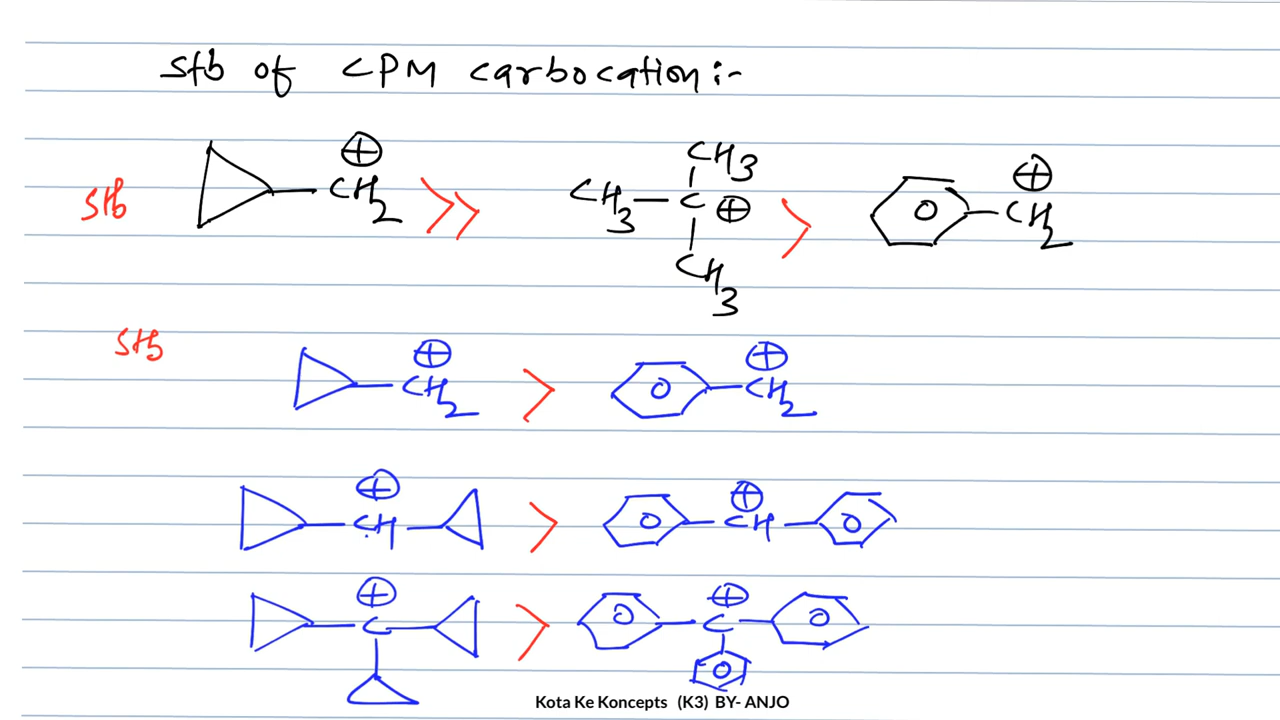 Stb of CPM carbocation:-
Stb CH2 ⊕ >> CH3-C(CH3)(CH3) ⊕ > CH2 ⊕
Stb CH2 ⊕ > CH2 ⊕
CH ⊕ > CH ⊕
C ⊕ > C ⊕
Kota Ke Koncepts (K3) BY- ANJO